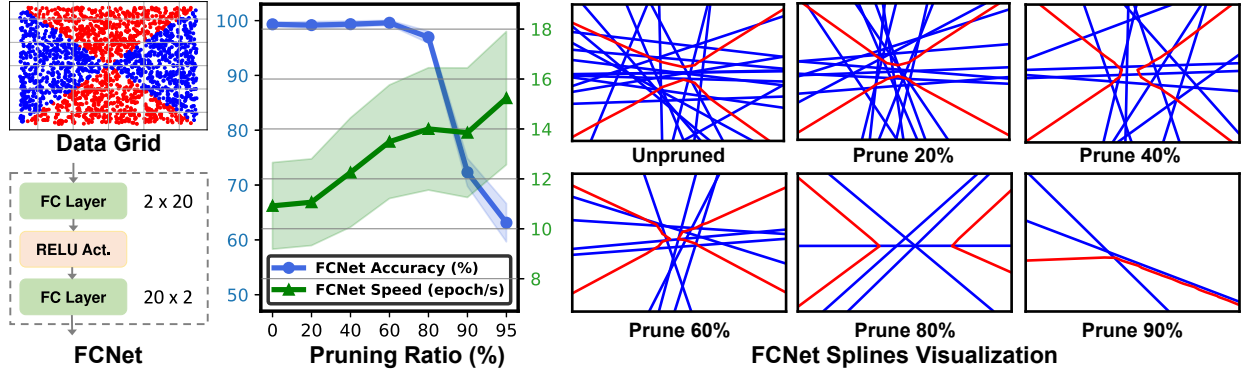 Data Grid
FC Layer
2 x 20
RELU Act.
FC Layer
20 x 2
FCNet
100
90
80
70
60
50
18
16
14
12
10
8
FCNet Accuracy (%)
FCNet Speed (epoch/s)
0 20 40 60 80 90 95
Pruning Ratio (%)
Unpruned
Prune 20%
Prune 40%
Prune 60%
Prune 80%
Prune 90%
FCNet Splines Visualization